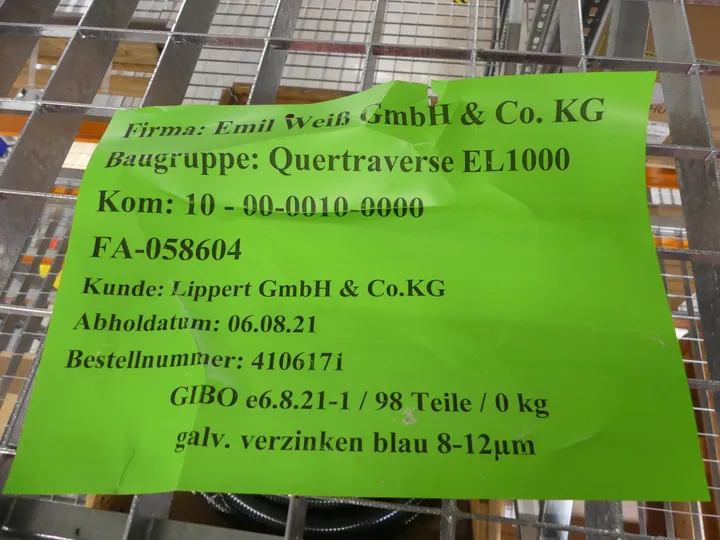 Firma: Emil Weiß GmbH & Co. KG
Baugruppe: Quertraverse EL1000
Kom: 10 - 00-0010-0000
FA-058604
Kunde: Lippert GmbH & Co.KG
Abholdatum: 06.08.21
Bestellnummer: 410617i
GIBO e6.8.21-1 / 98 Teile / 0 kg
galv. verzinken blau 8-12µm